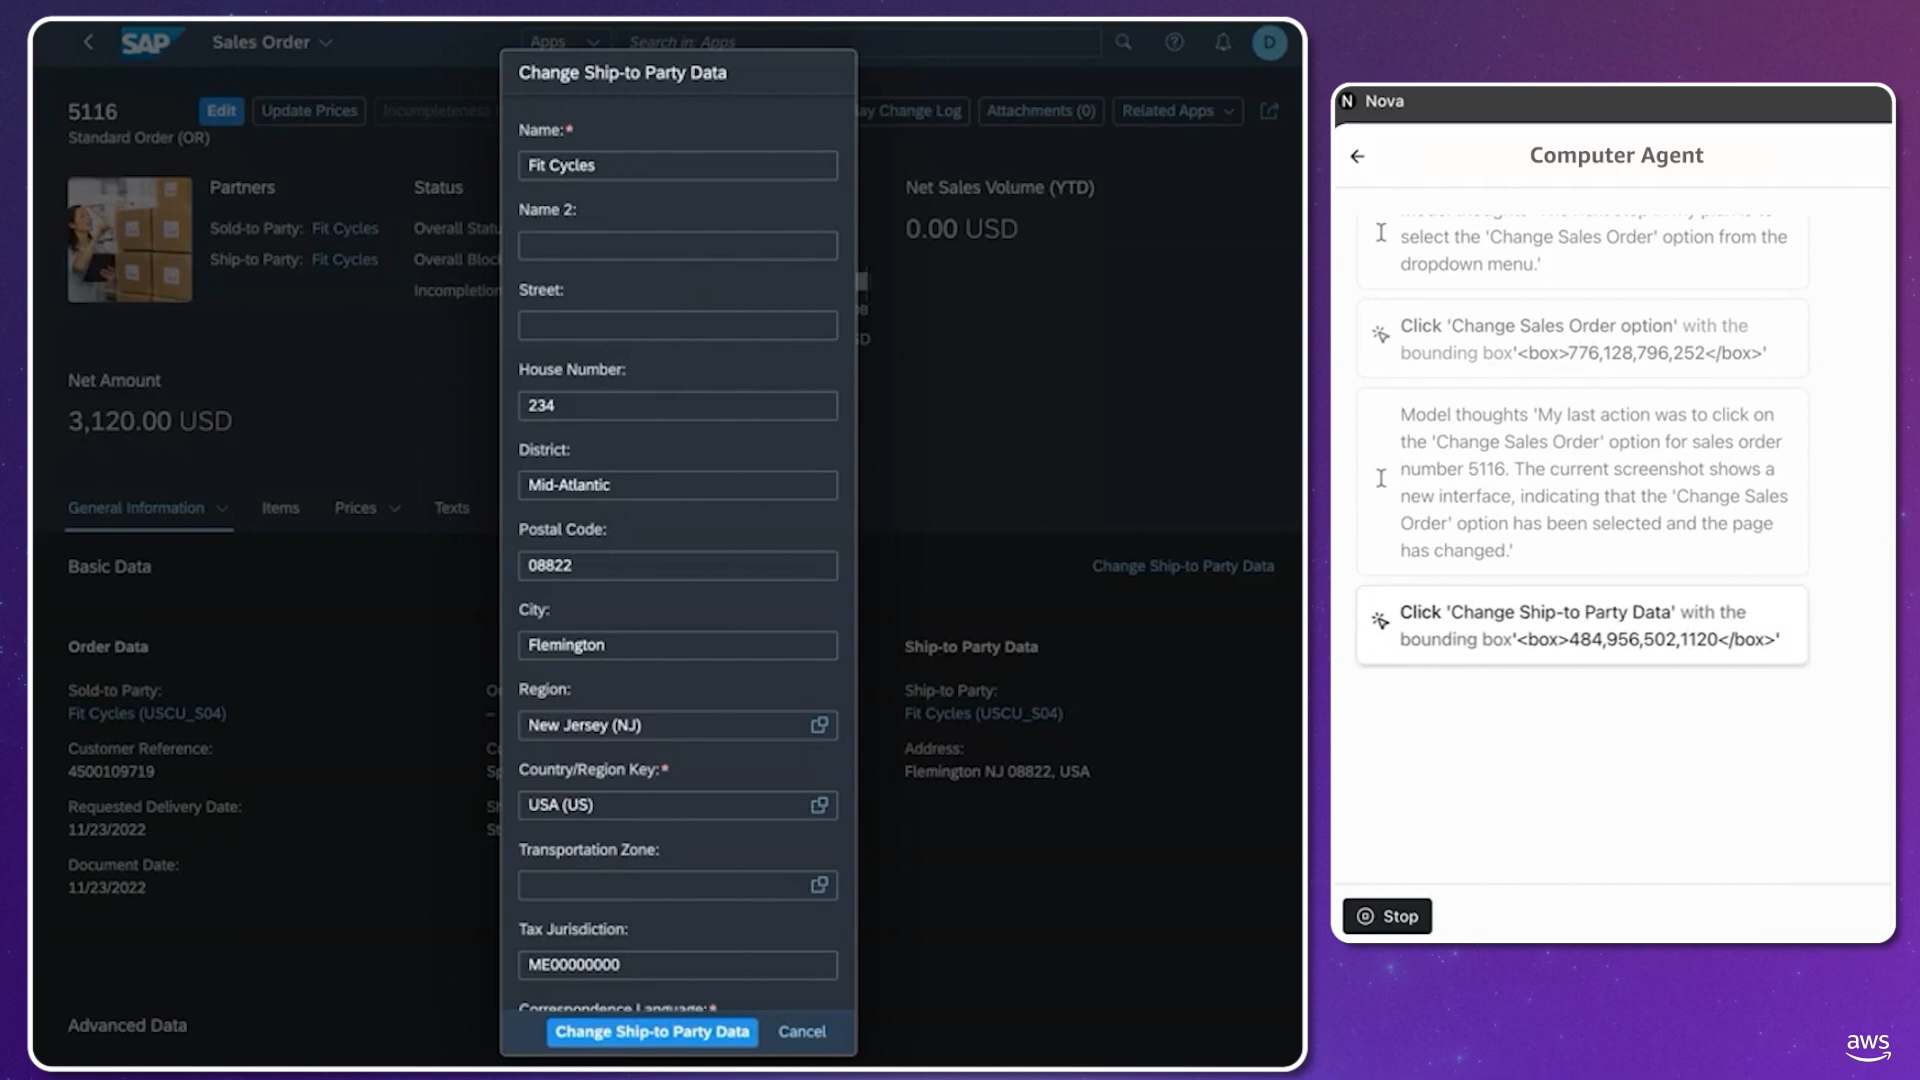 SAP
Sales Order
Apps
Search in: Apps
D
5116
Edit
Update Prices
Incompleteness
Change Log
Attachments (0)
Related Apps
Standard Order (OR)
Partners
Sold-to Party: Fit Cycles
Ship-to Party: Fit Cycles
Status
Overall
Overall
Incompletion
Net Sales Volume (YTD)
0.00 USD
Net Amount
3,120.00 USD
General Information
Items
Prices
Texts
Basic Data
Change Ship-to Party Data
Order Data
Sold-to Party:
Fit Cycles (USCU_S04)
Customer Reference:
4500109719
Requested Delivery Date:
11/23/2022
Document Date:
11/23/2022
Ship-to Party Data
Ship-to Party:
Fit Cycles (USCU_S04)
Address:
Flemington NJ 08822, USA
Advanced Data
Change Ship-to Party Data
Name:*
Fit Cycles
Name 2:
Street:
House Number:
234
District:
Mid-Atlantic
Postal Code:
08822
City:
Flemington
Region:
New Jersey (NJ)
Country/Region Key:*
USA (US)
Transportation Zone:
Tax Jurisdiction:
ME00000000
Correspondence Language:*
Change Ship-to Party Data
Cancel
N Nova
Computer Agent
select the 'Change Sales Order' option from the
dropdown menu.'
Click 'Change Sales Order option' with the
bounding box'<box>776,128,796,252</box>'
Model thoughts 'My last action was to click on
the 'Change Sales Order' option for sales order
number 5116. The current screenshot shows a
new interface, indicating that the 'Change Sales
Order' option has been selected and the page
has changed.'
Click 'Change Ship-to Party Data' with the
bounding box'<box>484,956,502,1120</box>'
Stop
aws